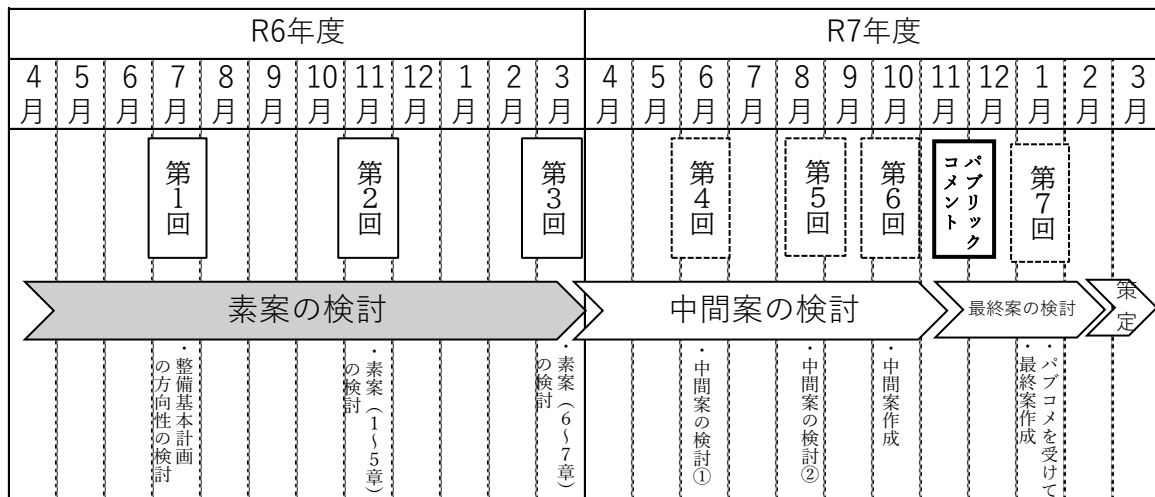 R6年度
R7年度
4月
5月
6月
7月
8月
9月
10月
11月
12月
1月
2月
3月
4月
5月
6月
7月
8月
9月
10月
11月
12月
1月
2月
3月
第1回
第2回
第3回
第4回
第5回
第6回
パブリック
コメント
第7回
素案の検討
中間案の検討
最終案の検討
策定
・整備基本計画
の方向性の検討
・素案（1～5章）
の検討
・素案（6～7章）
の検討
・中間案の検討①
・中間案の検討②
・中間案作成
・パブコメを受けて
・最終案作成